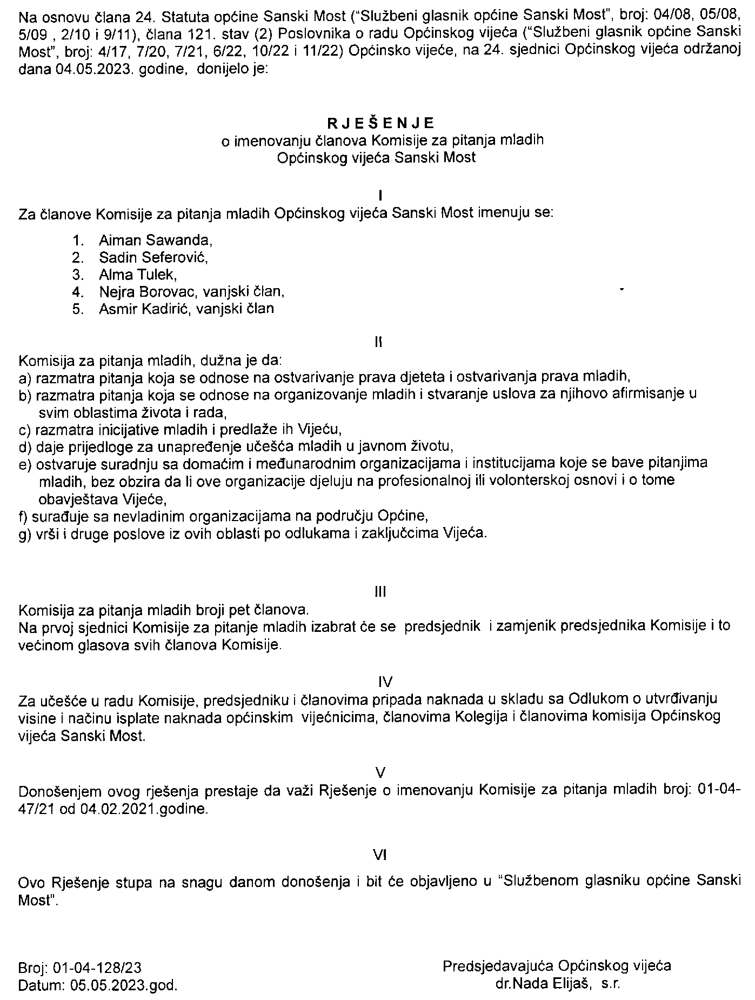 Na osnovu člana 24. Statuta općine Sanski Most (“Službeni glasnik općine Sanski Most", broj: 04/08, 05/08,
5/09 , 2/10 i 9/11), člana 121. stav (2) Poslovnika o radu Općinskog vijeća (“Službeni glasnik općine Sanski
Most”, broj: 4/17, 7/20, 7/21, 6/22, 10/22 i 11/22) Općinsko vijeće, na 24. sjednici Općinskog vijeća održanoj
dana 04.05.2023. godine, donijelo je:
R J E Š E N J E
o imenovanju članova Komisije za pitanja mladih
Općinskog vijeća Sanski Most
I
Za članove Komisije za pitanja mladih Općinskog vijeća Sanski Most imenuju se:
1. Aiman Sawanda,
2. Sadin Seferović,
3. Alma Tulek,
4. Nejra Borovac, vanjski član,
5. Asmir Kadirić, vanjski član
II
Komisija za pitanja mladih, dužna je da:
a) razmatra pitanja koja se odnose na ostvarivanje prava djeteta i ostvarivanja prava mladih,
b) razmatra pitanja koja se odnose na organizovanje mladih i stvaranje uslova za njihovo afirmisanje u
svim oblastima života i rada,
c) razmatra inicijative mladih i predlaže ih Vijeću,
d) daje prijedloge za unapređenje učešća mladih u javnom životu,
e) ostvaruje suradnju sa domaćim i međunarodnim organizacijama i institucijama koje se bave pitanjima
mladih, bez obzira da li ove organizacije djeluju na profesionalnoj ili volonterskoj osnovi i o tome
obavještava Vijeće,
f) surađuje sa nevladinim organizacijama na području Općine,
g) vrši i druge poslove iz ovih oblasti po odlukama i zaključcima Vijeća.
III
Komisija za pitanja mladih broji pet članova.
Na prvoj sjednici Komisije za pitanje mladih izabrat će se predsjednik i zamjenik predsjednika Komisije i to
većinom glasova svih članova Komisije.
IV
Za učešće u radu Komisije, predsjedniku i članovima pripada naknada u skladu sa Odlukom o utvrđivanju
visine i načinu isplate naknada općinskim vijećnicima, članovima Kolegija i članovima komisija Općinskog
vijeća Sanski Most.
V
Donošenjem ovog rješenja prestaje da važi Rješenje o imenovanju Komisije za pitanja mladih broj: 01-04-
47/21 od 04.02.2021.godine.
VI
Ovo Rješenje stupa na snagu danom donošenja i bit će objavljeno u “Službenom glasniku općine Sanski
Most".
Broj: 01-04-128/23
Datum: 05.05.2023.god.
Predsjedavajuća Općinskog vijeća
dr.Nada Elijaš, s.r.